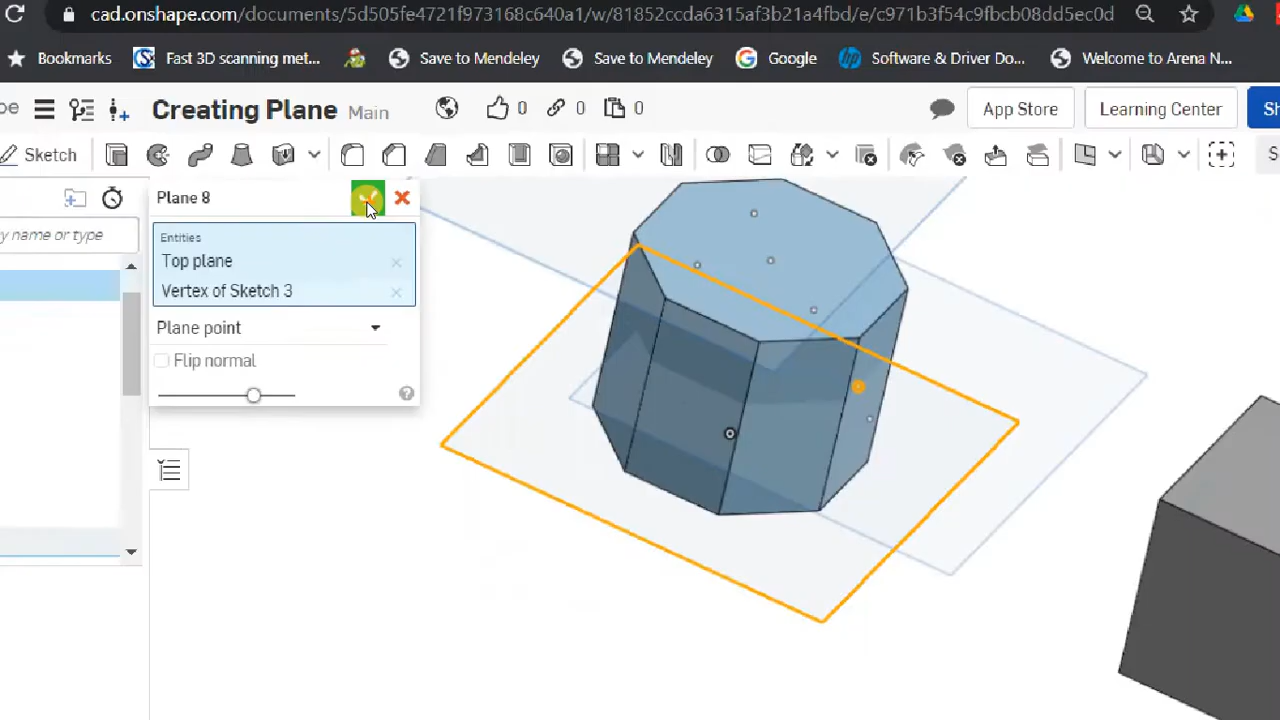 cad.onshape.com/documents/5d505fe4721f973168c640a1/w/81852ccda6315af3b21a4fbd/e/c971b3f54c9fbcb08dd5ec0d
Bookmarks Fast 3D scanning met... Save to Mendeley Save to Mendeley Google Software & Driver Do... Welcome to Arena N...
pe Creating Plane Main 0 0 0 App Store Learning Center Sh
Sketch S
Plane 8
y name or type
Entities
Top plane
Vertex of Sketch 3
Plane point
Flip normal